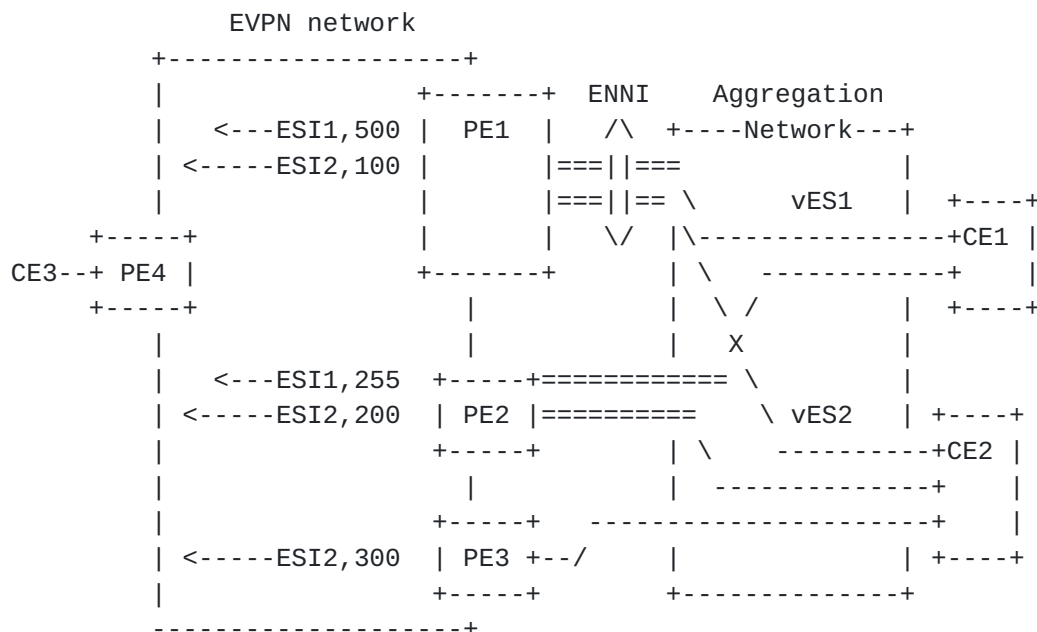 EVPN network
+-------------------+
|                 +-------+  ENNI    Aggregation
|   <---ESI1,500  |  PE1  |   /\  +----Network---+
| <-----ESI2,100  |       |===||===              |
|                 |       |===||== \      vES1   |  +----+
+-----+           |       |   \/  |\----------------+CE1 |
CE3--+ PE4 |            +-------+       | \   ------------+    |
+-----+                 |           |  \ /         |  +----+
|                   |           |   X          |
|   <---ESI1,255  +-----+============ \         |
| <-----ESI2,200  | PE2 |==========    \ vES2   | +----+
|                 +-----+        | \    ----------+CE2 |
|                   |            |  --------------+    |
|                 +-----+   ----------------------+    |
| <-----ESI2,300  | PE3 +--/     |              | +----+
|                 +-----+        +--------------+
--------------------+